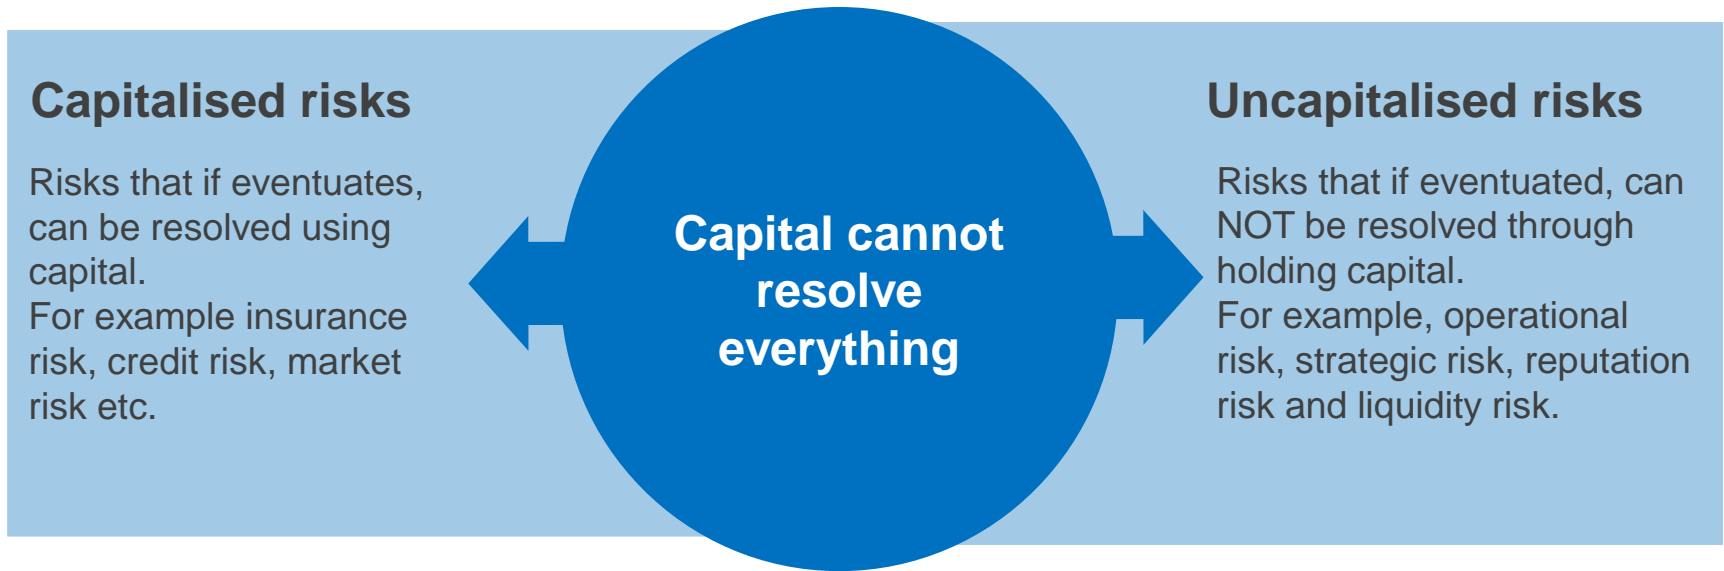 Capitalised risks
Risks that if eventuates,
can be resolved using
capital.
For example insurance
risk, credit risk, market
risk etc.
Capital cannot
resolve
everything
Uncapitalised risks
Risks that if eventuated, can
NOT be resolved through
holding capital.
For example, operational
risk, strategic risk, reputation
risk and liquidity risk.